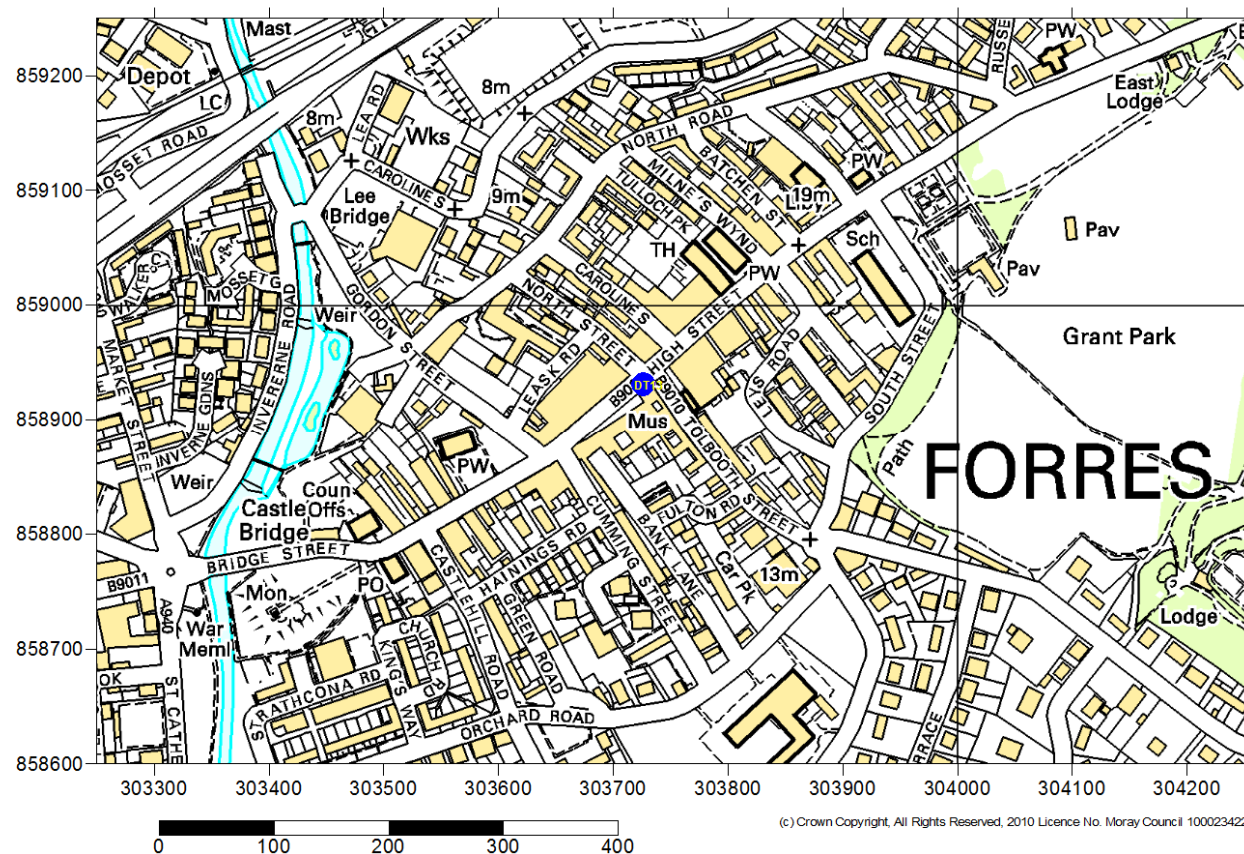 Mast
PW
RUSSE
859200
Depot
LC
8m
East
Lodge
MOSSET ROAD
8m
LEA RD
Wks
NORTH ROAD
BATCHEN S
PW
CAROLINE S
MILNE'S WYND
TULLOCH PK
19m
859100
Lee
Bridge
9m
TH
PW
Sch
Pav
Pav
WALKER
MOSSET G
CAROLINE S
859000
Weir
NORTH STREET
HIGH STREET
GORDON STREET
Grant Park
MARKET STREET
INVERERNE ROAD
INVERNE GDNS
LEASK RD
DT1
B9010
LEYS ROAD
SOUTH STREET
858900
Mus
TOLBOOTH STREET
Path
FORRES
PW
Weir
Coun
Offs
Castle
Bridge
FULTON RD
858800
BRIDGE STREET
HAININGS RD
CUMMING STREET
BANK LANE
Car Pk
13m
B9011
A940
Mon
PO
CASTLEHILL ROAD
GREEN ROAD
War
Meml
CHURCH RD
KING'S WAY
Lodge
858700
OK
ST CATHE
STRATHCONA RD
ORCHARD ROAD
RRACE
858600
303300 303400 303500 303600 303700 303800 303900 304000 304100 304200
0 100 200 300 400
(c) Crown Copyright, All Rights Reserved, 2010 Licence No. Moray Council 100023422